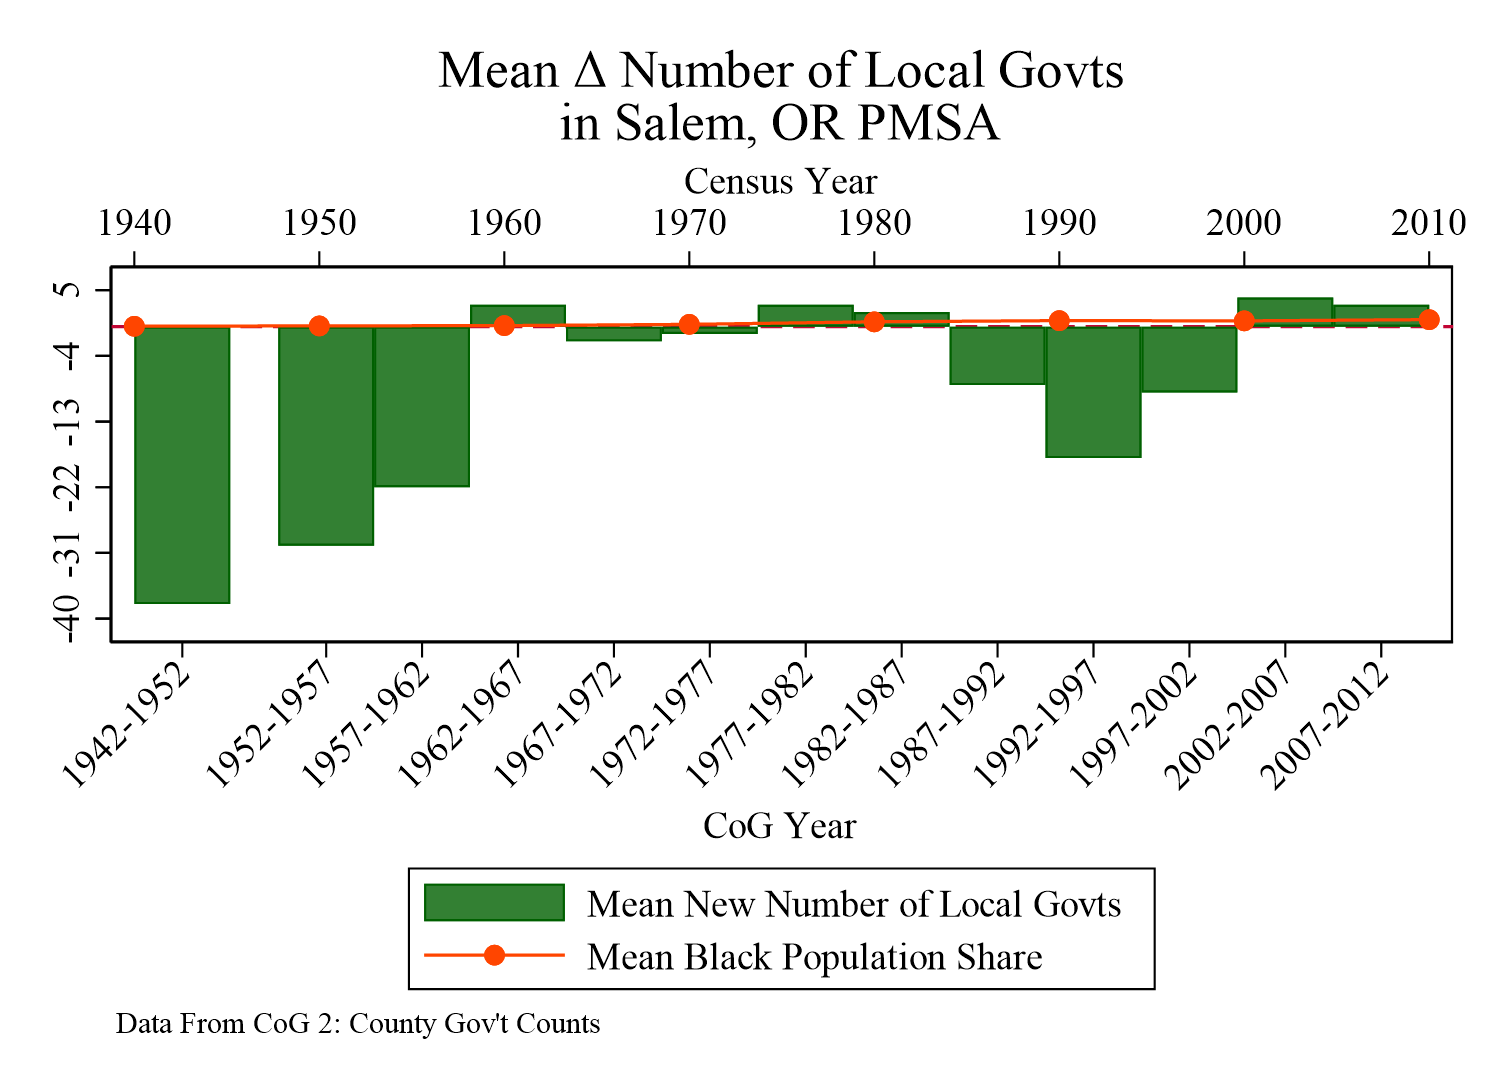 Mean Δ Number of Local Govts
in Salem, OR PMSA
Census Year
1940 1950 1960 1970 1980 1990 2000 2010
5
-4
-13
-22
-31
-40
1942-1952 1952-1957 1957-1962 1962-1967 1967-1972 1972-1977 1977-1982 1982-1987 1987-1992 1992-1997 1997-2002 2002-2007 2007-2012
CoG Year
Mean New Number of Local Govts
Mean Black Population Share
Data From CoG 2: County Gov't Counts